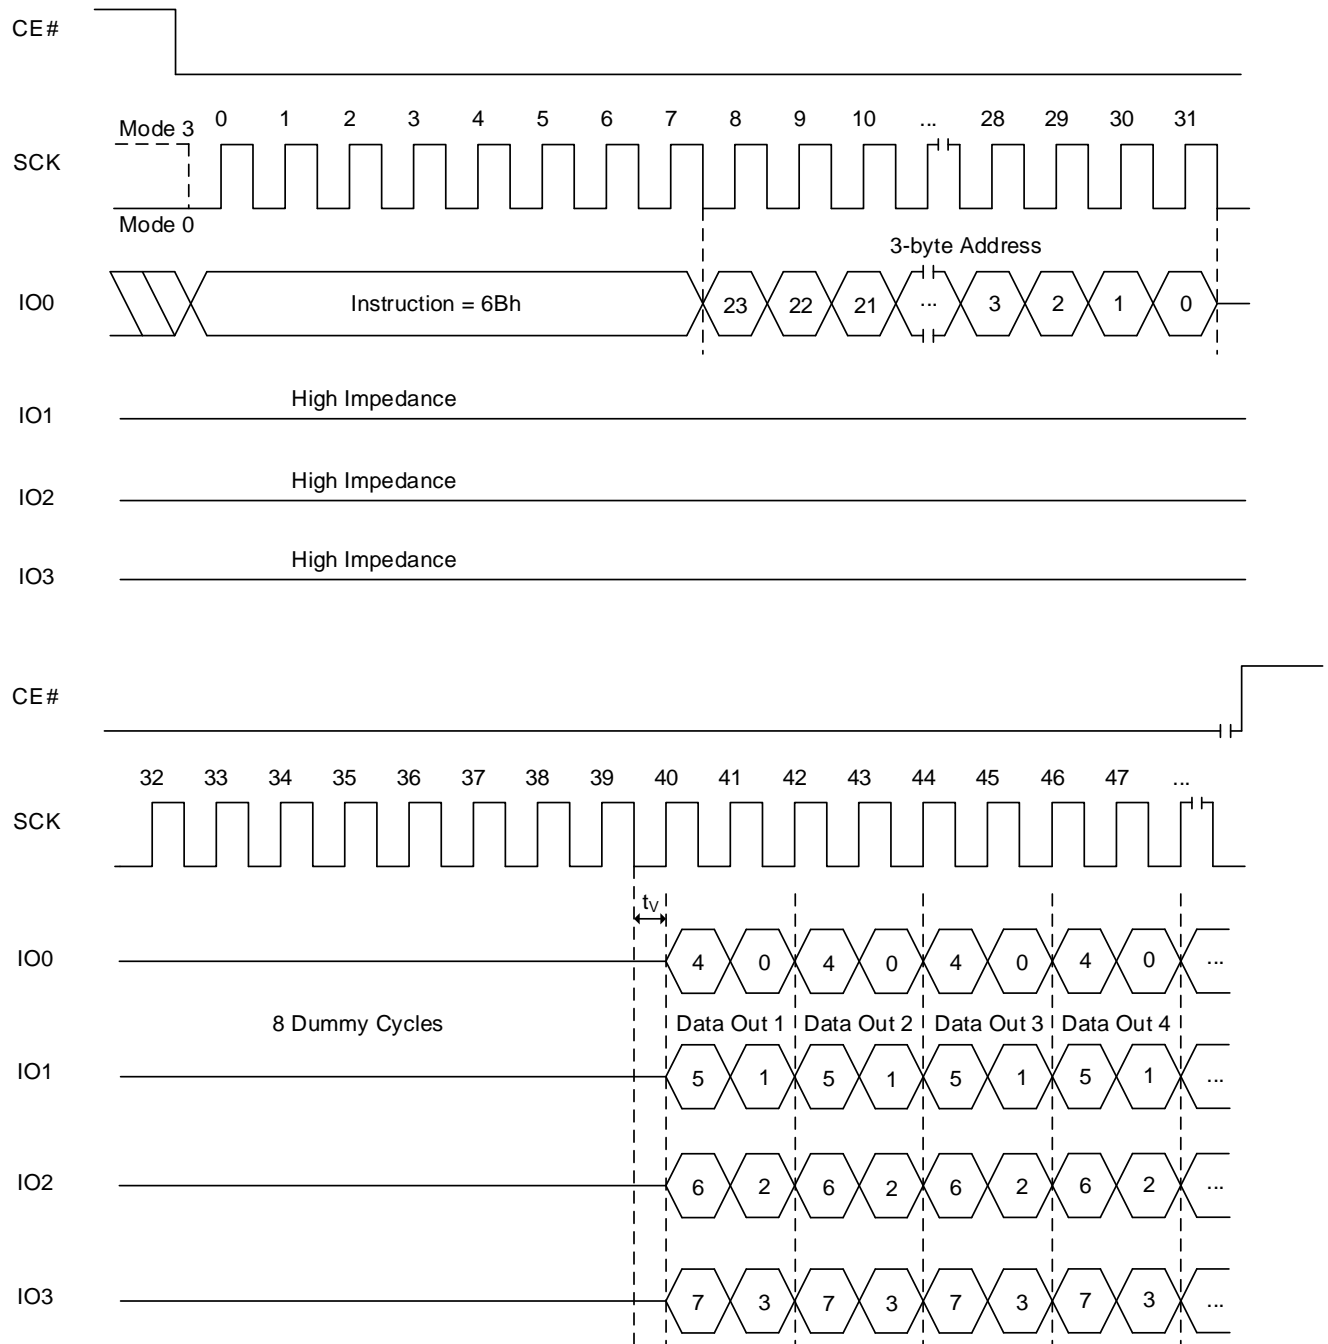 CE#
Mode 3 0 1 2 3 4 5 6 7 8 9 10 ... 28 29 30 31
SCK
Mode 0
3-byte Address
IO0 Instruction = 6Bh 23 22 21 ... 3 2 1 0
High Impedance
IO1
High Impedance
IO2
High Impedance
IO3
CE#
32 33 34 35 36 37 38 39 40 41 42 43 44 45 46 47 ...
SCK
tV
IO0 4 0 4 0 4 0 4 0 ...
8 Dummy Cycles Data Out 1 Data Out 2 Data Out 3 Data Out 4
IO1 5 1 5 1 5 1 5 1 ...
IO2 6 2 6 2 6 2 6 2 ...
IO3 7 3 7 3 7 3 7 3 ...